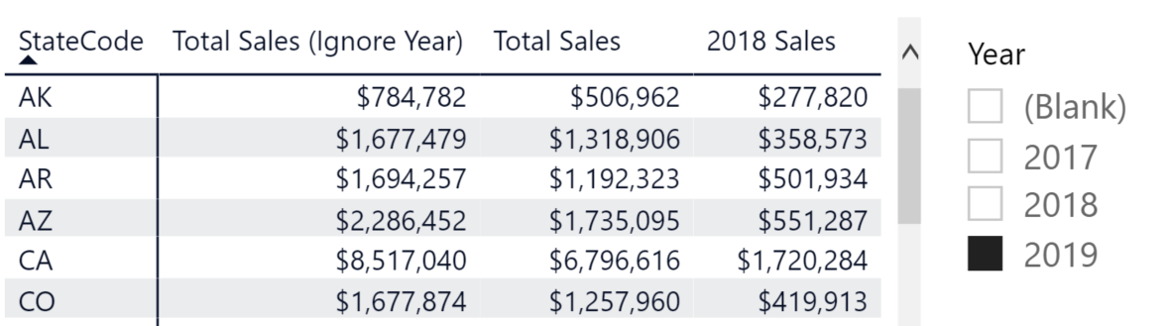 StateCode Total Sales (Ignore Year) Total Sales 2018 Sales
AK $784,782 $506,962 $277,820
AL $1,677,479 $1,318,906 $358,573
AR $1,694,257 $1,192,323 $501,934
AZ $2,286,452 $1,735,095 $551,287
CA $8,517,040 $6,796,616 $1,720,284
CO $1,677,874 $1,257,960 $419,913
Year
(Blank)
2017
2018
2019